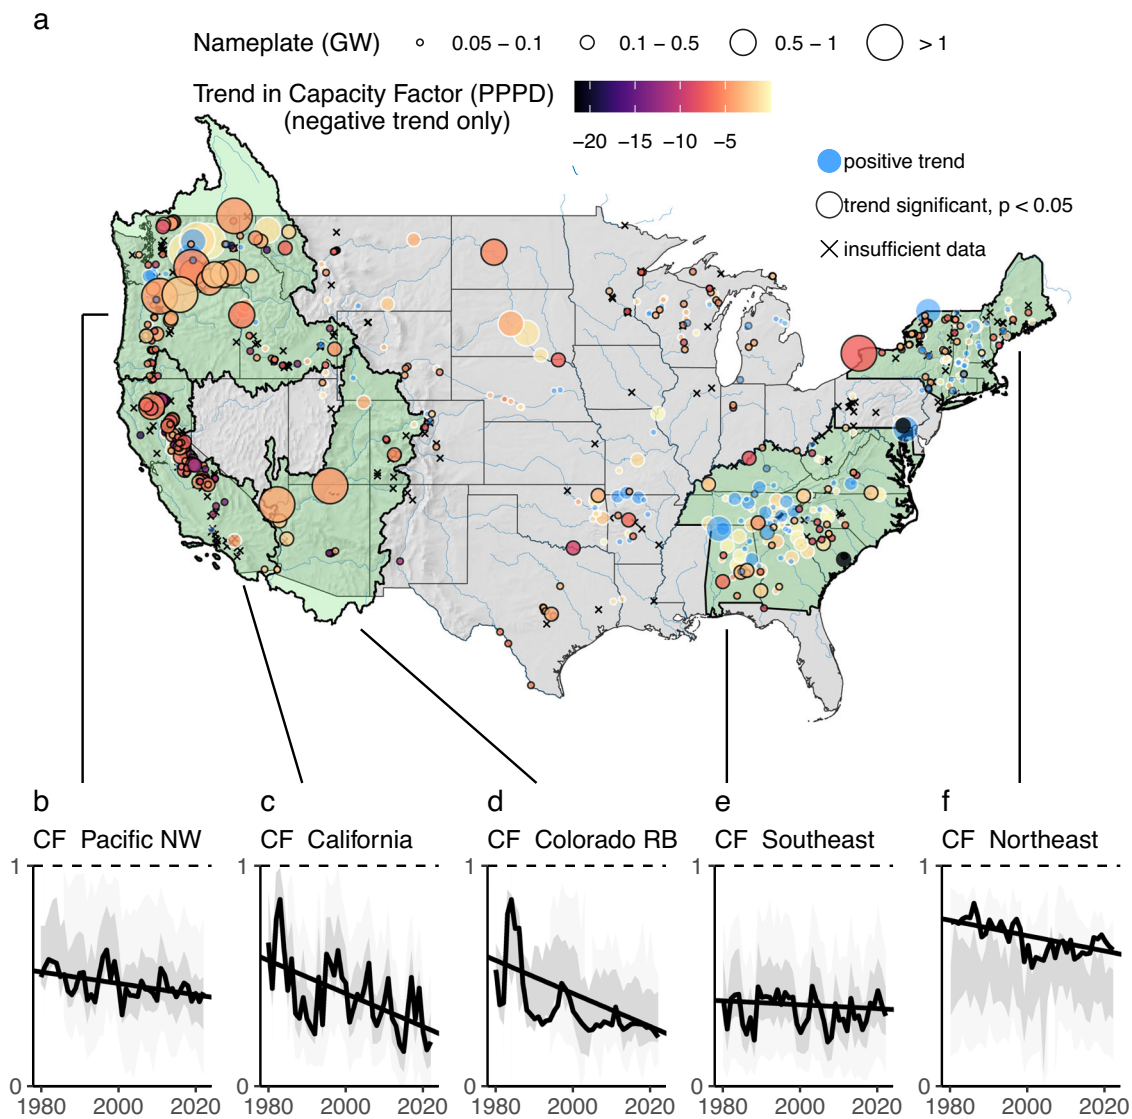 a
Nameplate (GW) 0.05 − 0.1 0.1 − 0.5 0.5 − 1 > 1
Trend in Capacity Factor (PPPD)
(negative trend only)
−20 −15 −10 −5
positive trend
trend significant, p < 0.05
insufficient data
b c d e f
CF Pacific NW CF California CF Colorado RB CF Southeast CF Northeast
1 1 1 1 1
0 0 0 0 0
1980 2000 2020 1980 2000 2020 1980 2000 2020 1980 2000 2020 1980 2000 2020